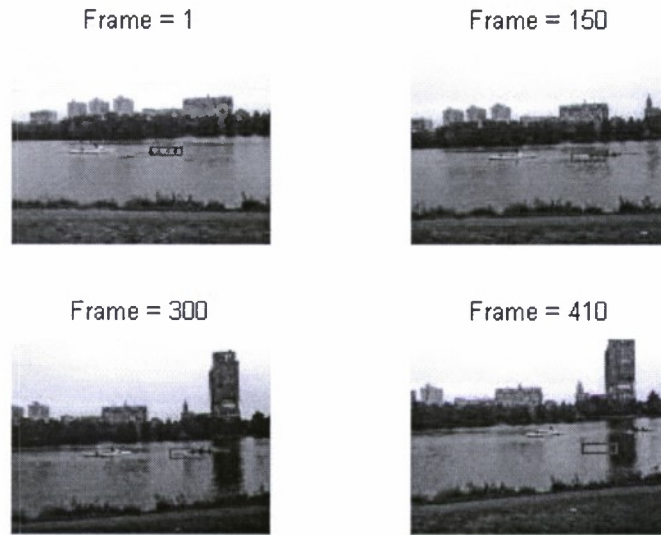 Frame = 1
Frame = 150
Frame = 300
Frame = 410